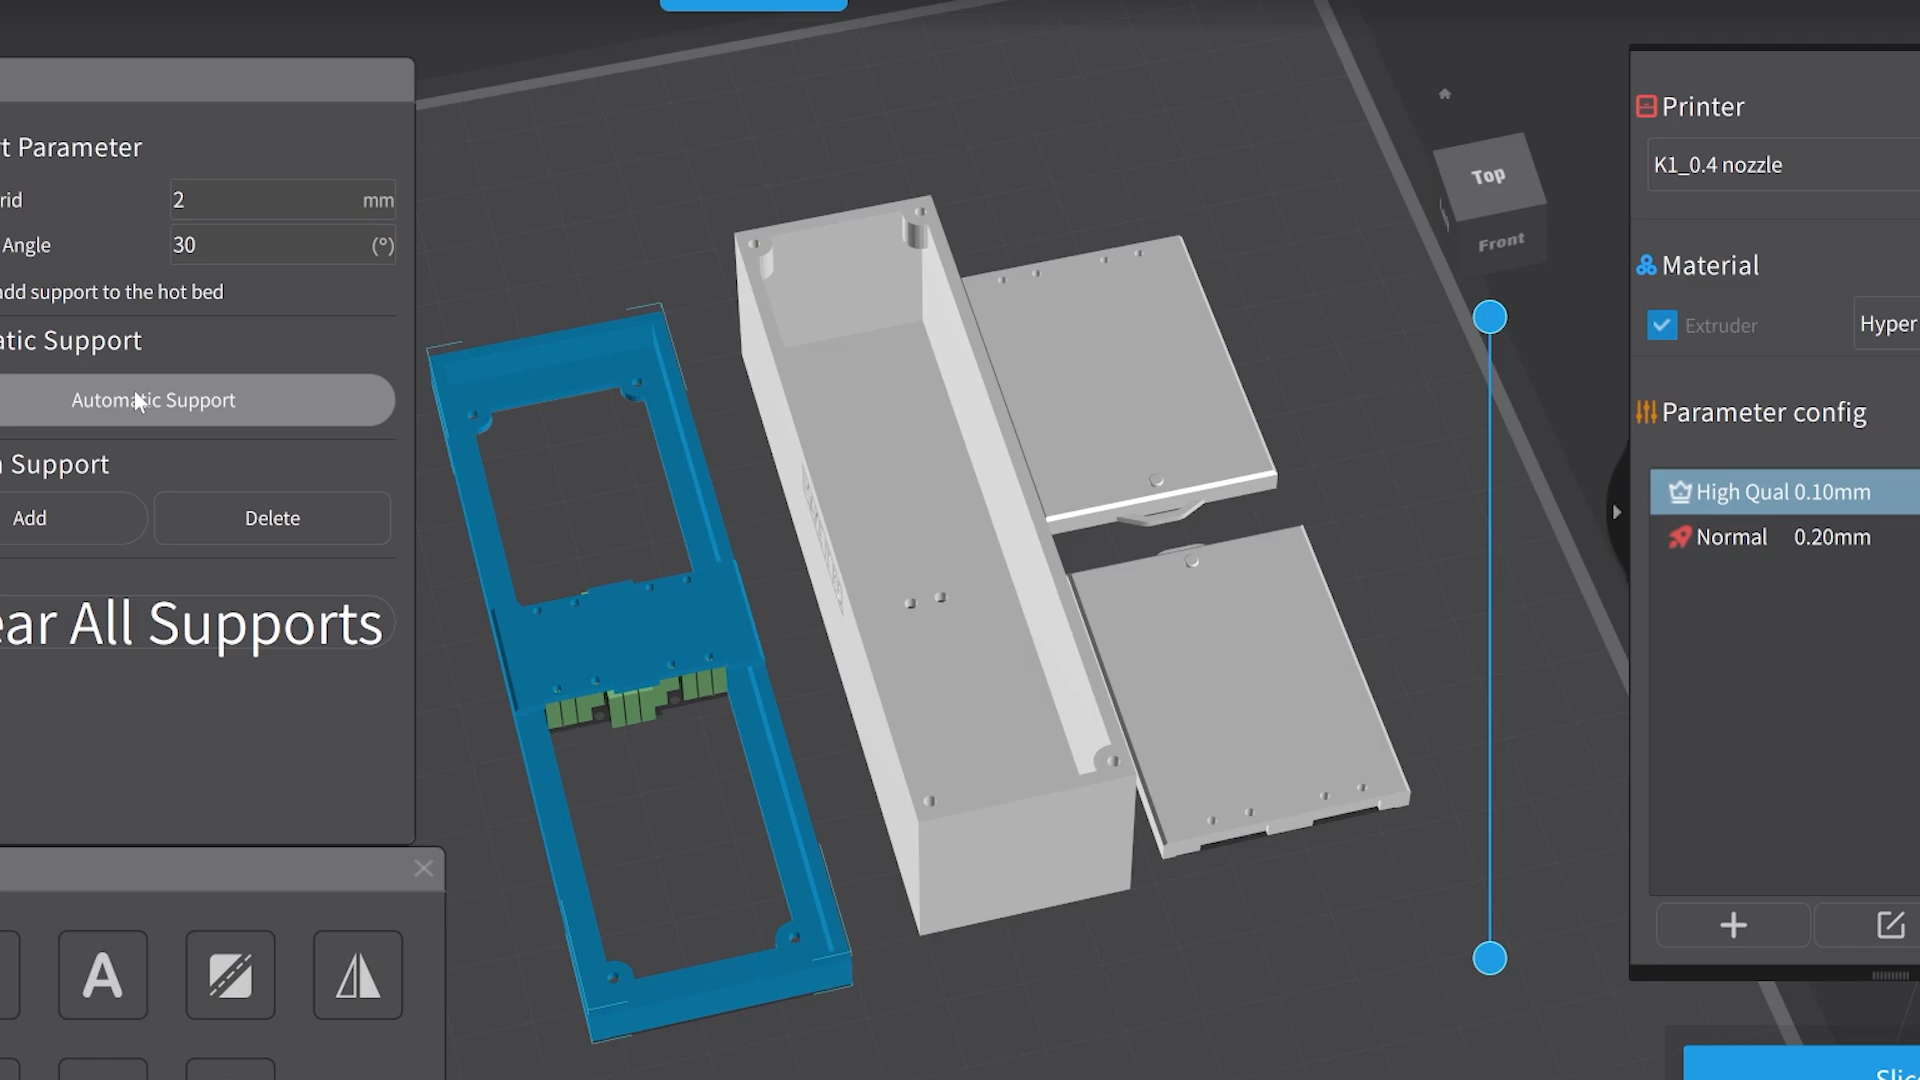 t Parameter
rid 2 mm
Angle 30 (°)
add support to the hot bed
atic Support
Automatic Support
n Support
Add Delete
ear All Supports
A
Top
Front
Printer
K1_0.4 nozzle
Material
Extruder Hyper
Parameter config
High Qual 0.10mm
Normal 0.20mm
Slic